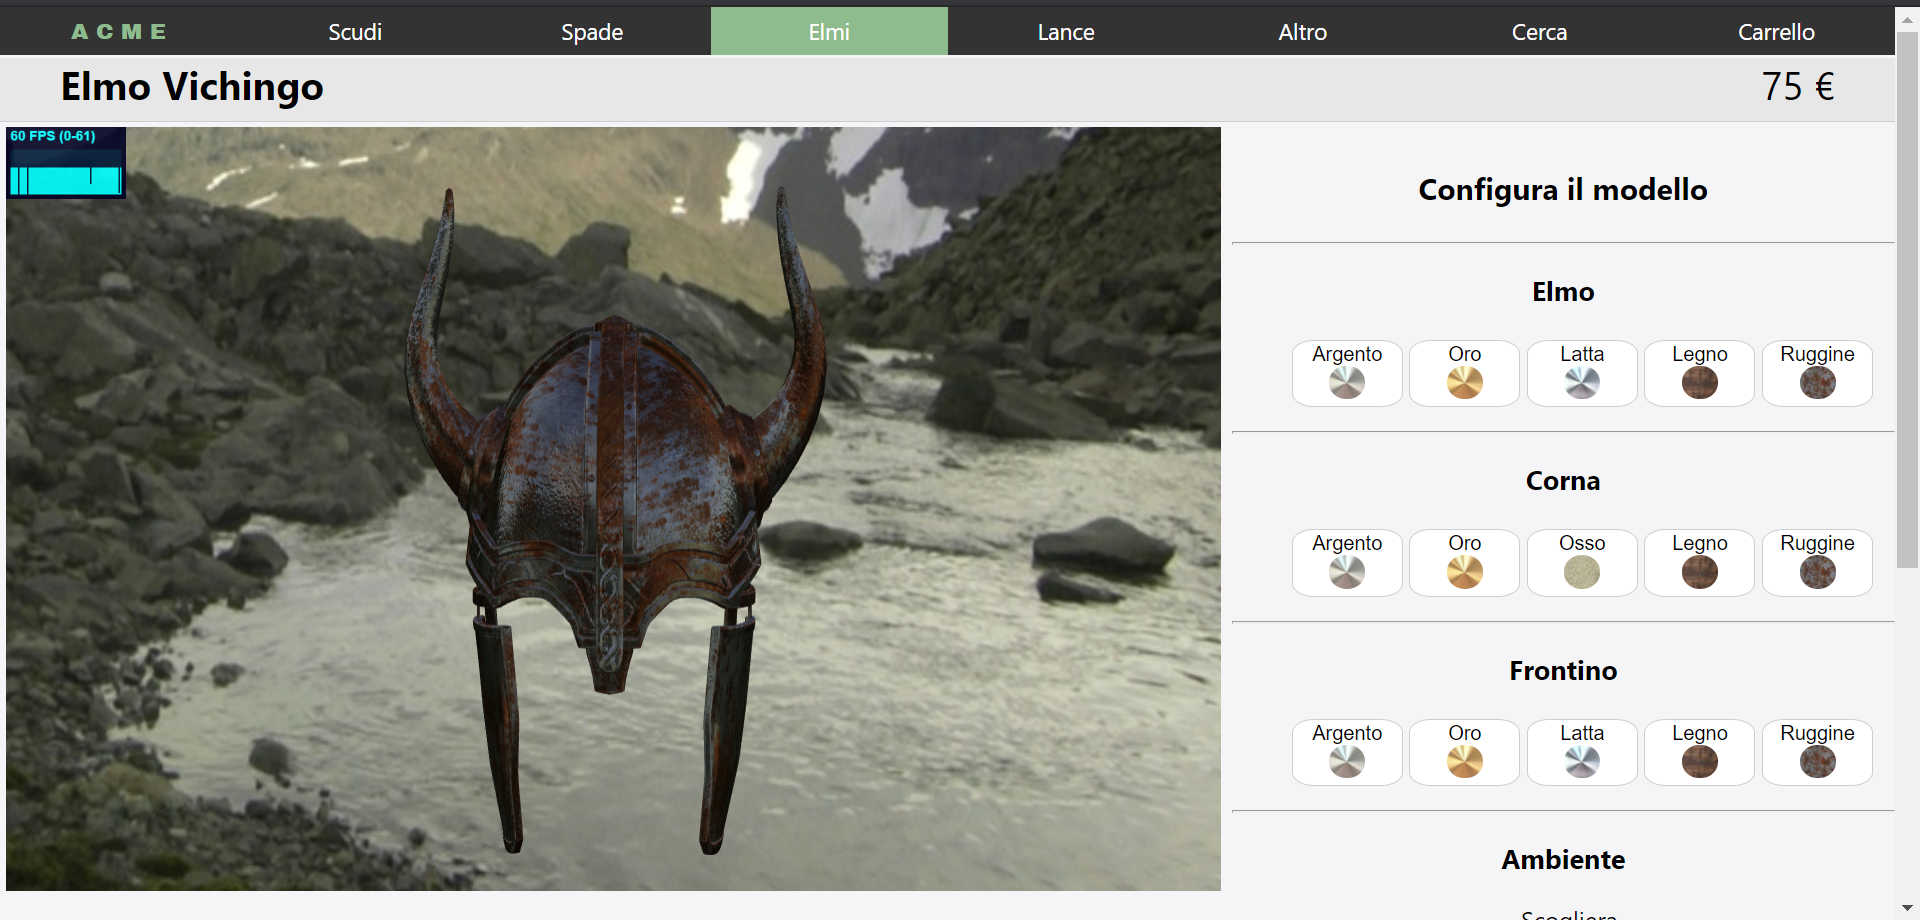 ACME Scudi Spade Elmi Lance Altro Cerca Carrello
Elmo Vichingo 75 €
60 FPS (0-61)
Configura il modello
Elmo
Argento Oro Latta Legno Ruggine
Corna
Argento Oro Osso Legno Ruggine
Frontino
Argento Oro Latta Legno Ruggine
Ambiente
Scogliera